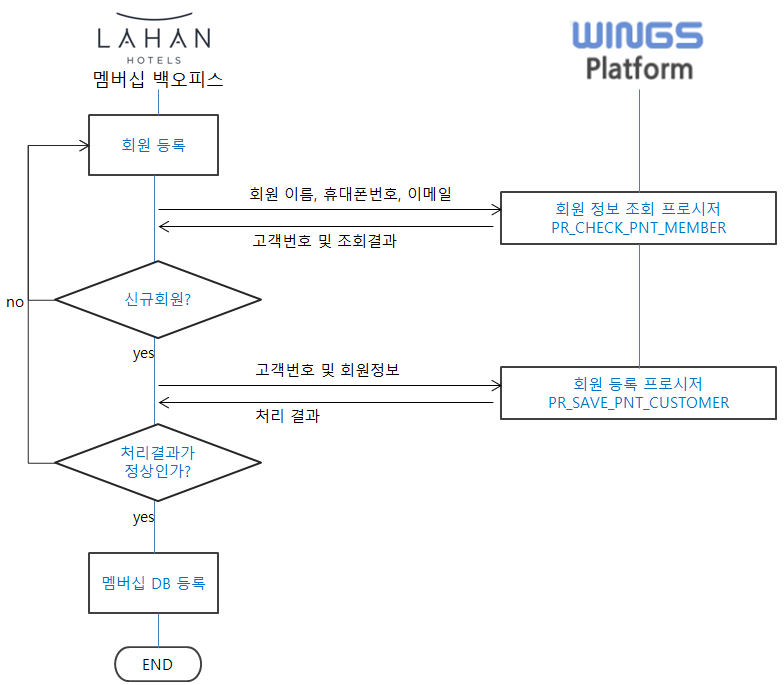 LAHAN
HOTELS
멤버십 백오피스
WINGS
Platform
회원 등록
회원 이름, 휴대폰번호, 이메일
회원 정보 조회 프로시저
PR_CHECK_PNT_MEMBER
고객번호 및 조회결과
신규회원?
no
yes
고객번호 및 회원정보
회원 등록 프로시저
PR_SAVE_PNT_CUSTOMER
처리 결과
처리결과가
정상인가?
yes
멤버십 DB 등록
END